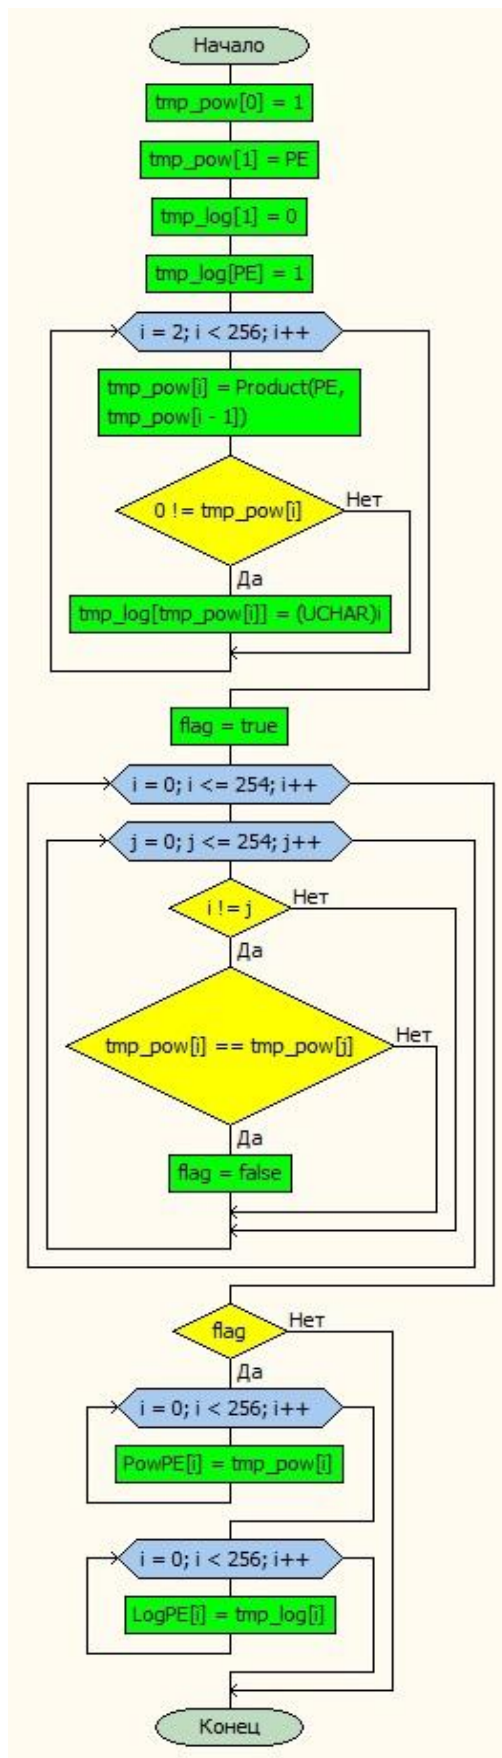 Начало
tmp_pow[0] = 1
tmp_pow[1] = PE
tmp_log[1] = 0
tmp_log[PE] = 1
i = 2; i < 256; i++
tmp_pow[i] = Product(PE,
tmp_pow[i - 1])
0 != tmp_pow[i]
Нет
Да
tmp_log[tmp_pow[i]] = (UCHAR)i
flag = true
i = 0; i <= 254; i++
j = 0; j <= 254; j++
i != j
Нет
Да
tmp_pow[i] == tmp_pow[j]
Нет
Да
flag = false
flag
Нет
Да
i = 0; i < 256; i++
PowPE[i] = tmp_pow[i]
i = 0; i < 256; i++
LogPE[i] = tmp_log[i]
Конец